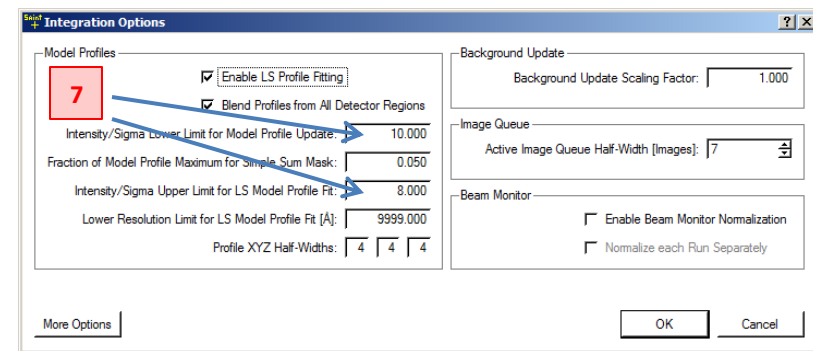 Saint+ Integration Options
Model Profiles
Enable LS Profile Fitting
Blend Profiles from All Detector Regions
7
Intensity/Sigma Lower Limit for Model Profile Update: 10.000
Fraction of Model Profile Maximum for Simple Sum Mask: 0.050
Intensity/Sigma Upper Limit for LS Model Profile Fit: 8.000
Lower Resolution Limit for LS Model Profile Fit [Å]: 9999.000
Profile XYZ Half-Widths: 4 4 4
Background Update
Background Update Scaling Factor: 1.000
Image Queue
Active Image Queue Half-Width [Images]: 7
Beam Monitor
Enable Beam Monitor Normalization
Normalize each Run Separately
More Options
OK
Cancel